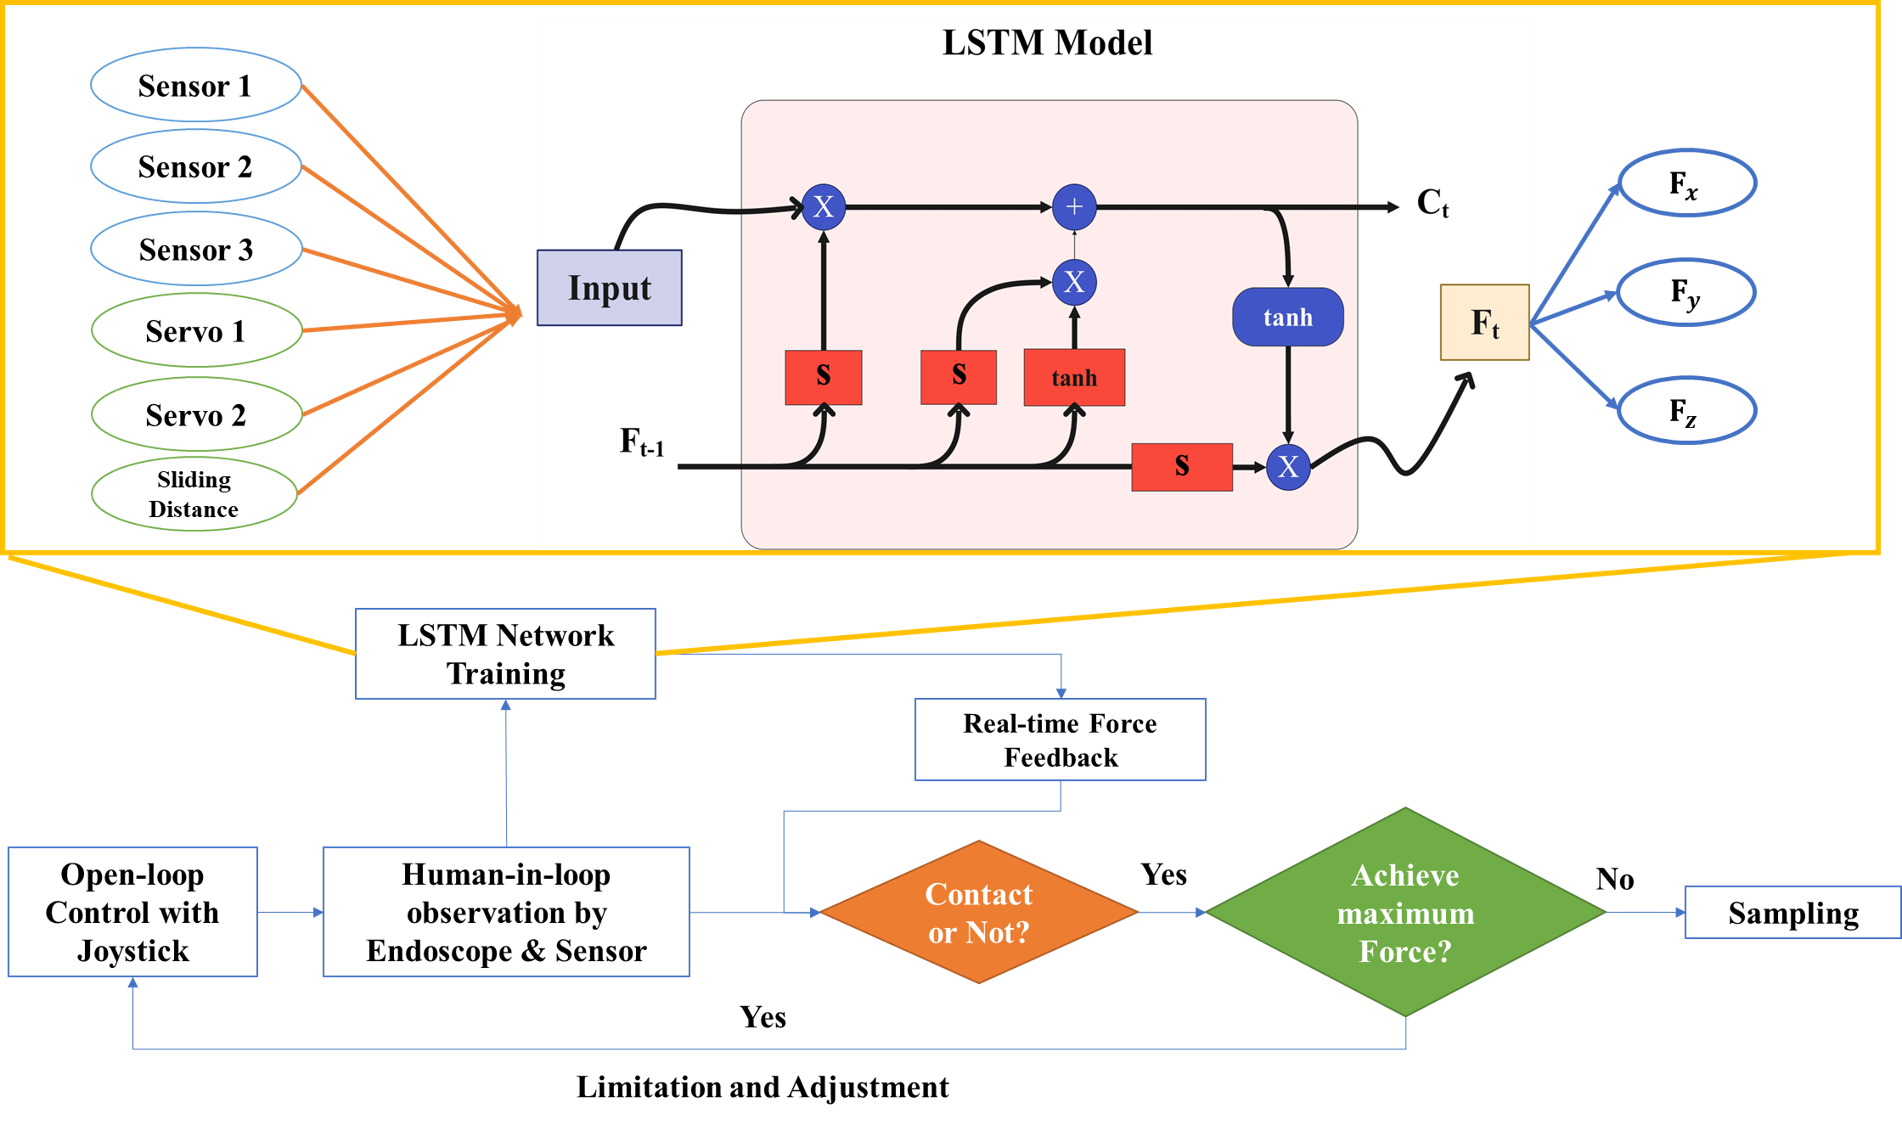 LSTM Model
Sensor 1
Sensor 2
Sensor 3
Servo 1
Servo 2
Sliding
Distance
Input
X
+
X
S
S
tanh
tanh
S
X
F_{t-1}
C_t
F_t
F_x
F_y
F_z
LSTM Network
Training
Real-time Force
Feedback
Open-loop
Control with
Joystick
Human-in-loop
observation by
Endoscope & Sensor
Contact
or Not?
Yes
Achieve
maximum
Force?
No
Sampling
Yes
Limitation and Adjustment